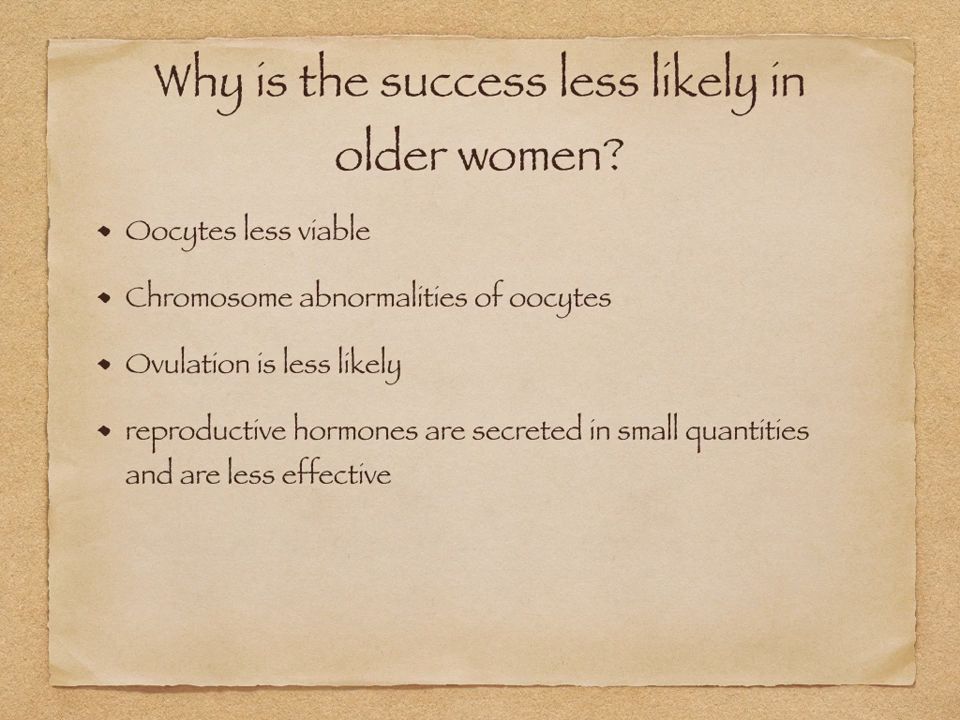 Why is the success less likely in
older women?
• Oocytes less viable
• Chromosome abnormalities of oocytes
• Ovulation is less likely
• reproductive hormones are secreted in small quantities
and are less effective